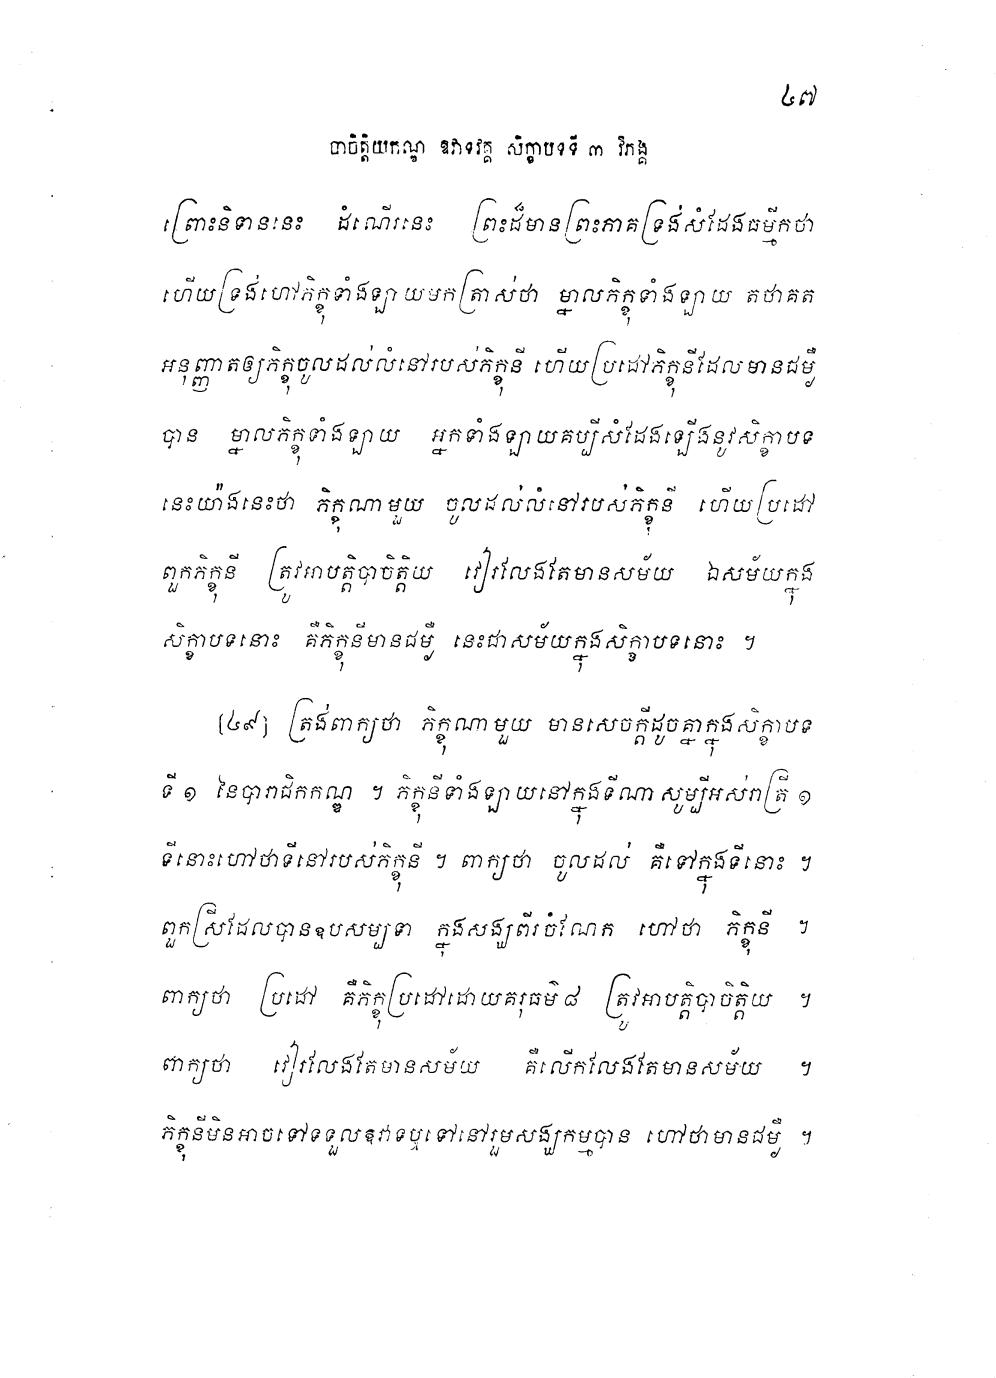 ៤៧
បាចិត្តិយកណ្ឌ ឱវាទវគ្គ សិក្ខាបទទី ៣ វិភង្គ
ព្រោះនិទាននេះ ដំណើរនេះ ព្រះដ៏មានព្រះភាគទ្រង់សំដែងធម្មីកថា
ហើយទ្រង់ហៅភិក្ខុទាំងឡាយមកត្រាស់ថា ម្នាលភិក្ខុទាំងឡាយ តថាគត
អនុញ្ញាតឲ្យភិក្ខុចូលដល់លំនៅរបស់ភិក្ខុនី ហើយប្រដៅភិក្ខុនីដែលមានជម្ងឺ
បាន ម្នាលភិក្ខុទាំងឡាយ អ្នកទាំងឡាយគប្បីសំដែងឡើងនូវសិក្ខាបទ
នេះយ៉ាងនេះថា ភិក្ខុណាមួយ ចូលដល់លំនៅរបស់ភិក្ខុនី ហើយប្រដៅ
ពួកភិក្ខុនី ត្រូវអាបត្តិបាចិត្តិយ វៀរលែងតែមានសម័យ ឯសម័យក្នុង
សិក្ខាបទនោះ គឺភិក្ខុនីមានជម្ងឺ នេះជាសម័យក្នុងសិក្ខាបទនោះ ។
[៤៩] ត្រង់ពាក្យថា ភិក្ខុណាមួយ មានសេចក្តីដូចគ្នាក្នុងសិក្ខាបទ
ទី ១ នៃបារាជិកកណ្ឌ ។ ភិក្ខុនីទាំងឡាយនៅក្នុងទីណា សូម្បីអស់រាត្រី ១
ទីនោះហៅថាទីនៅរបស់ភិក្ខុនី ។ ពាក្យថា ចូលដល់ គឺទៅក្នុងទីនោះ ។
ពួកស្រីដែលបានឧបសម្បទា ក្នុងសង្ឃពីរចំណែក ហៅថា ភិក្ខុនី ។
ពាក្យថា ប្រដៅ គឺភិក្ខុប្រដៅដោយគរុធម៌ ៨ ត្រូវអាបត្តិបាចិត្តិយ ។
ពាក្យថា វៀរលែងតែមានសម័យ គឺលើកលែងតែមានសម័យ ។
ភិក្ខុនីមិនអាចទៅទទួលឱវាទឬទៅនៅរួមសង្ឃកម្មបាន ហៅថាមានជម្ងឺ ។